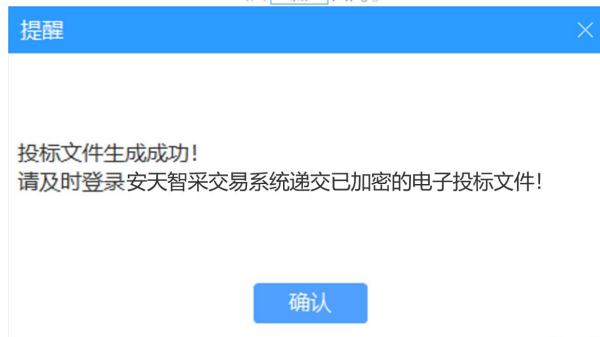 提醒
投标文件生成成功！
请及时登录安天智采交易系统递交已加密的电子投标文件！
确认